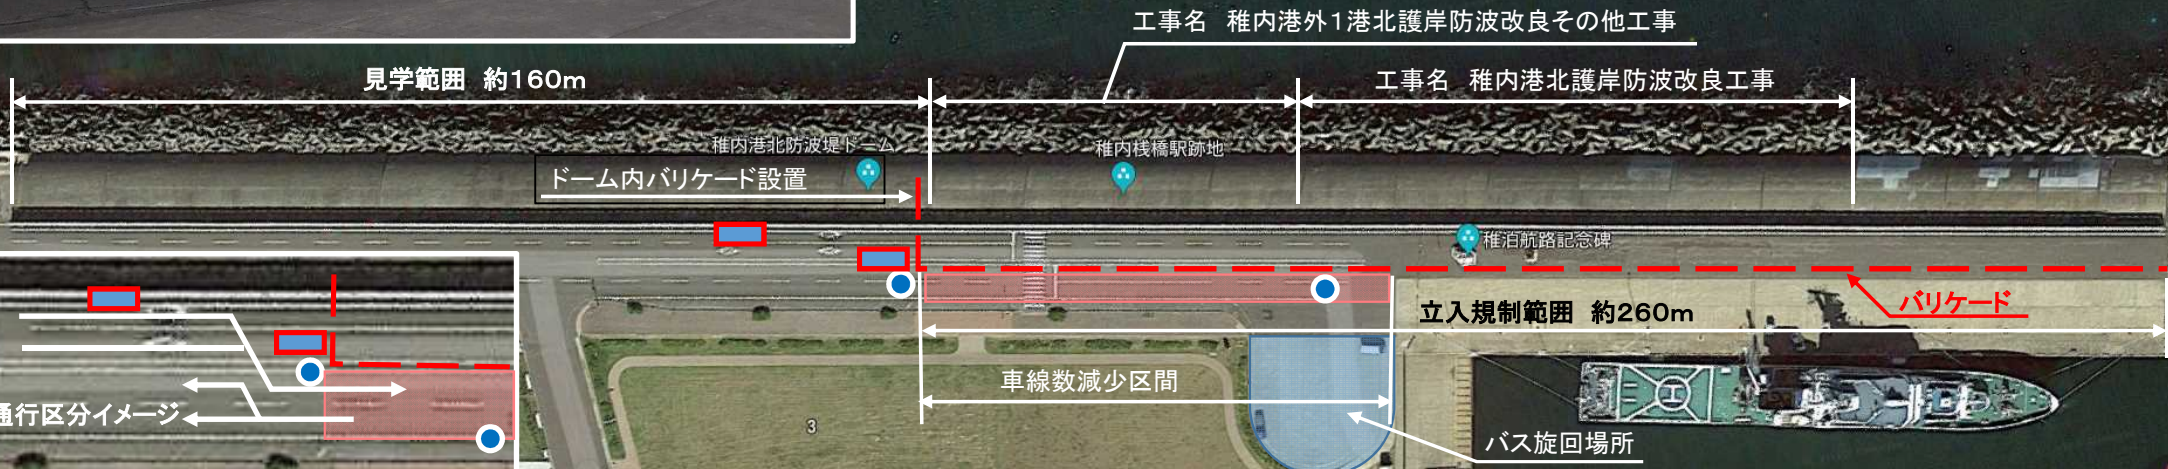 工事名 稚内港外1港北護岸防波改良その他工事
見学範囲 約160m
工事名 稚内港北護岸防波改良工事
稚内港北防波堤ドーム
稚内桟橋駅跡地
ドーム内バリケード設置
稚泊航路記念碑
バリケード
立入規制範囲 約260m
車線数減少区間
通行区分イメージ
3
バス旋回場所
H